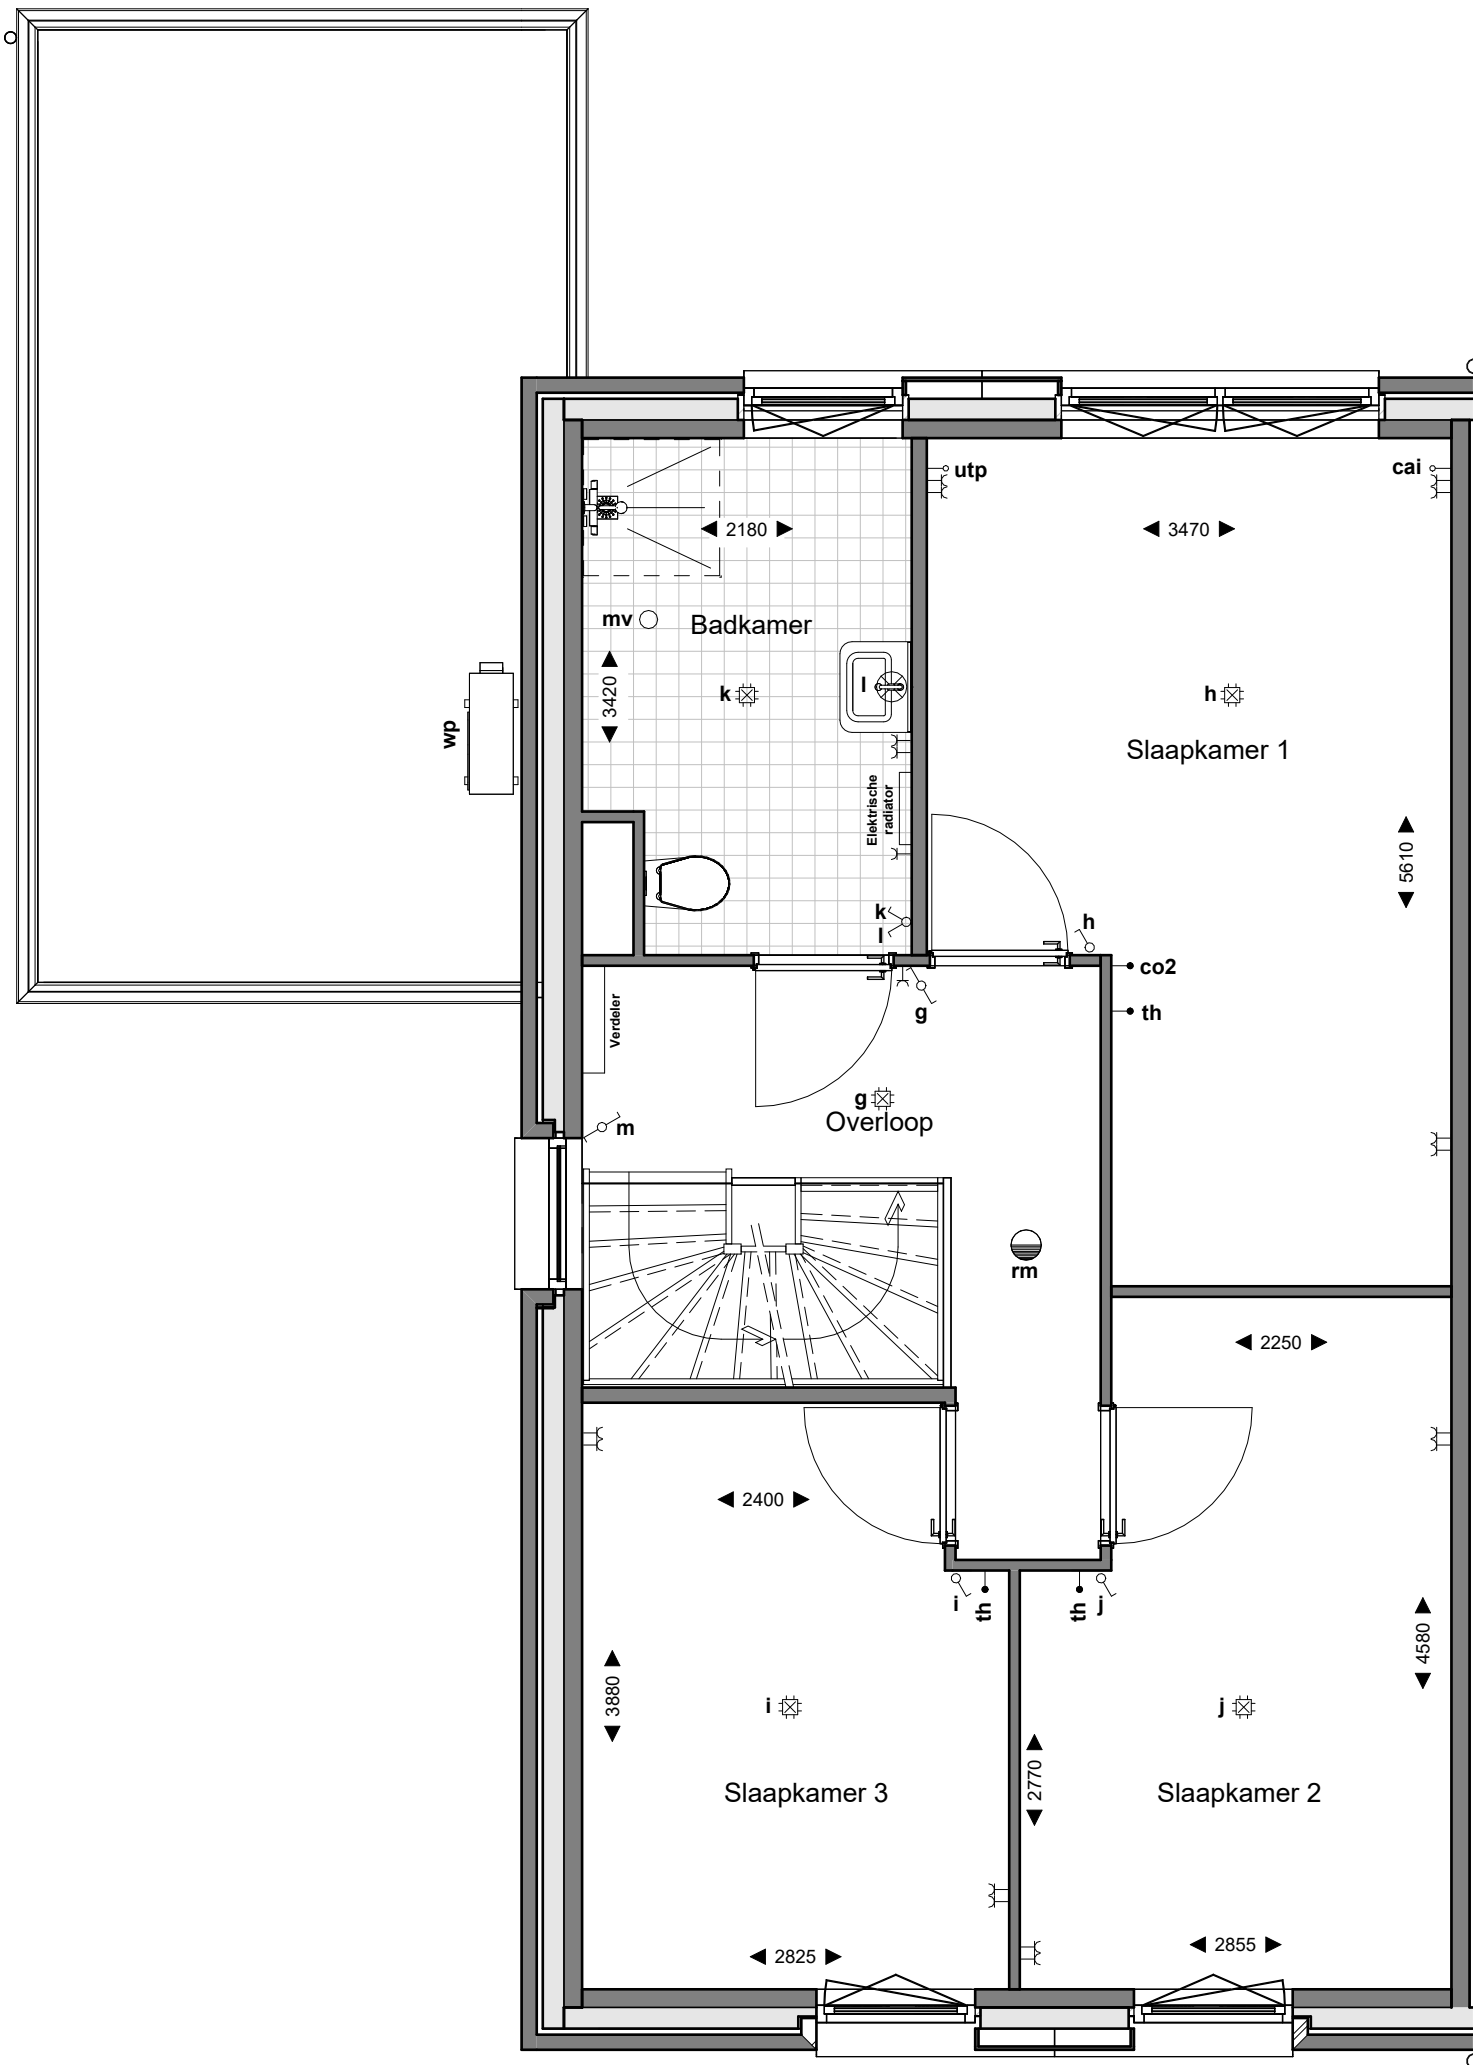 utp
cai
2180
3470
mv
Badkamer
3420
k
l
h
wp
Slaapkamer 1
Elektrische
radiator
5610
k
l
h
co2
g
th
Verdeler
g
Overloop
m
rm
2250
2400
i
th
th
j
4580
3880
i
j
2770
Slaapkamer 3
Slaapkamer 2
2825
2855